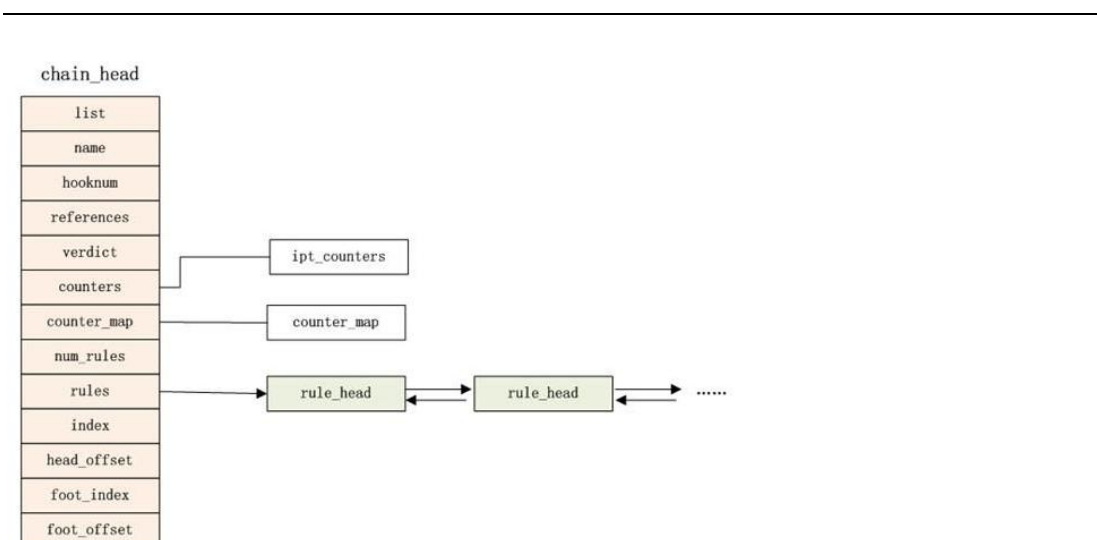 chain_head
list
name
hooknum
references
verdict
ipt_counters
counters
counter_map
counter_map
num_rules
rules
rule_head
rule_head
......
index
head_offset
foot_index
foot_offset